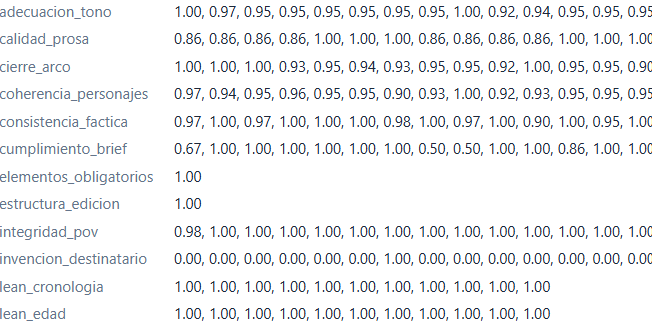 adecuacion_tono 1.00, 0.97, 0.95, 0.95, 0.95, 0.95, 0.95, 0.95, 1.00, 0.92, 0.94, 0.95, 0.95, 0.95
calidad_prosa 0.86, 0.86, 0.86, 0.86, 1.00, 1.00, 1.00, 0.86, 0.86, 0.86, 0.86, 1.00, 1.00, 1.00
cierre_arco 1.00, 1.00, 1.00, 0.93, 0.95, 0.94, 0.93, 0.95, 0.95, 0.92, 1.00, 0.95, 0.95, 0.90
coherencia_personajes 0.97, 0.94, 0.95, 0.96, 0.95, 0.95, 0.90, 0.93, 1.00, 0.92, 0.93, 0.95, 0.95, 0.95
consistencia_factica 0.97, 1.00, 0.97, 1.00, 1.00, 1.00, 0.98, 1.00, 0.97, 1.00, 0.90, 1.00, 0.95, 1.00
cumplimiento_brief 0.67, 1.00, 1.00, 1.00, 1.00, 1.00, 1.00, 0.50, 0.50, 1.00, 1.00, 0.86, 1.00, 1.00
elementos_obligatorios 1.00
estructura_edicion 1.00
integridad_pov 0.98, 1.00, 1.00, 1.00, 1.00, 1.00, 1.00, 1.00, 1.00, 1.00, 1.00, 1.00, 1.00, 1.00
invencion_destinatario 0.00, 0.00, 0.00, 0.00, 0.00, 0.00, 1.00, 0.00, 0.00, 0.00, 0.00, 0.00, 0.00, 0.00
lean_cronologia 1.00, 1.00, 1.00, 1.00, 1.00, 1.00, 1.00, 1.00, 1.00, 1.00, 1.00
lean_edad 1.00, 1.00, 1.00, 1.00, 1.00, 1.00, 1.00, 1.00, 1.00, 1.00, 1.00